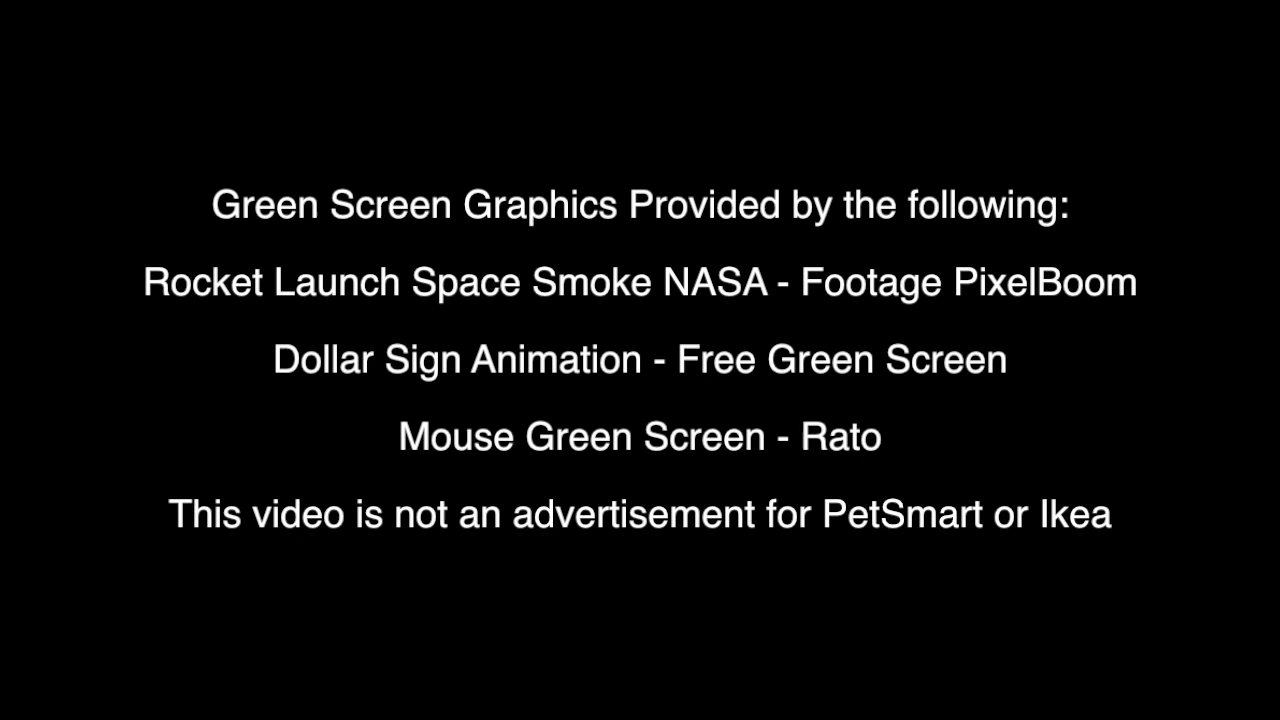 Green Screen Graphics Provided by the following:
Rocket Launch Space Smoke NASA - Footage PixelBoom
Dollar Sign Animation - Free Green Screen
Mouse Green Screen - Rato
This video is not an advertisement for PetSmart or Ikea